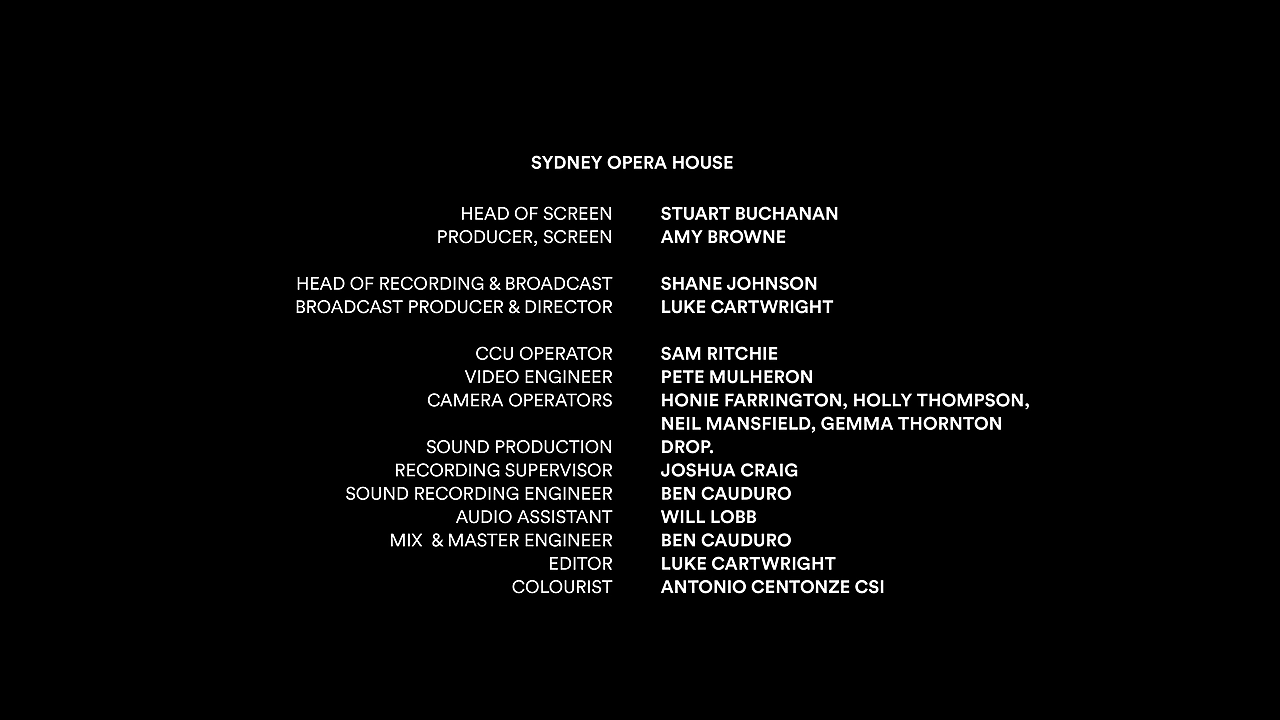 SYDNEY OPERA HOUSE
HEAD OF SCREEN STUART BUCHANAN
PRODUCER, SCREEN AMY BROWNE
HEAD OF RECORDING & BROADCAST SHANE JOHNSON
BROADCAST PRODUCER & DIRECTOR LUKE CARTWRIGHT
CCU OPERATOR SAM RITCHIE
VIDEO ENGINEER PETE MULHERON
CAMERA OPERATORS HONIE FARRINGTON, HOLLY THOMPSON,
NEIL MANSFIELD, GEMMA THORNTON
SOUND PRODUCTION DROP.
RECORDING SUPERVISOR JOSHUA CRAIG
SOUND RECORDING ENGINEER BEN CAUDURO
AUDIO ASSISTANT WILL LOBB
MIX  & MASTER ENGINEER BEN CAUDURO
EDITOR LUKE CARTWRIGHT
COLOURIST ANTONIO CENTONZE CSI